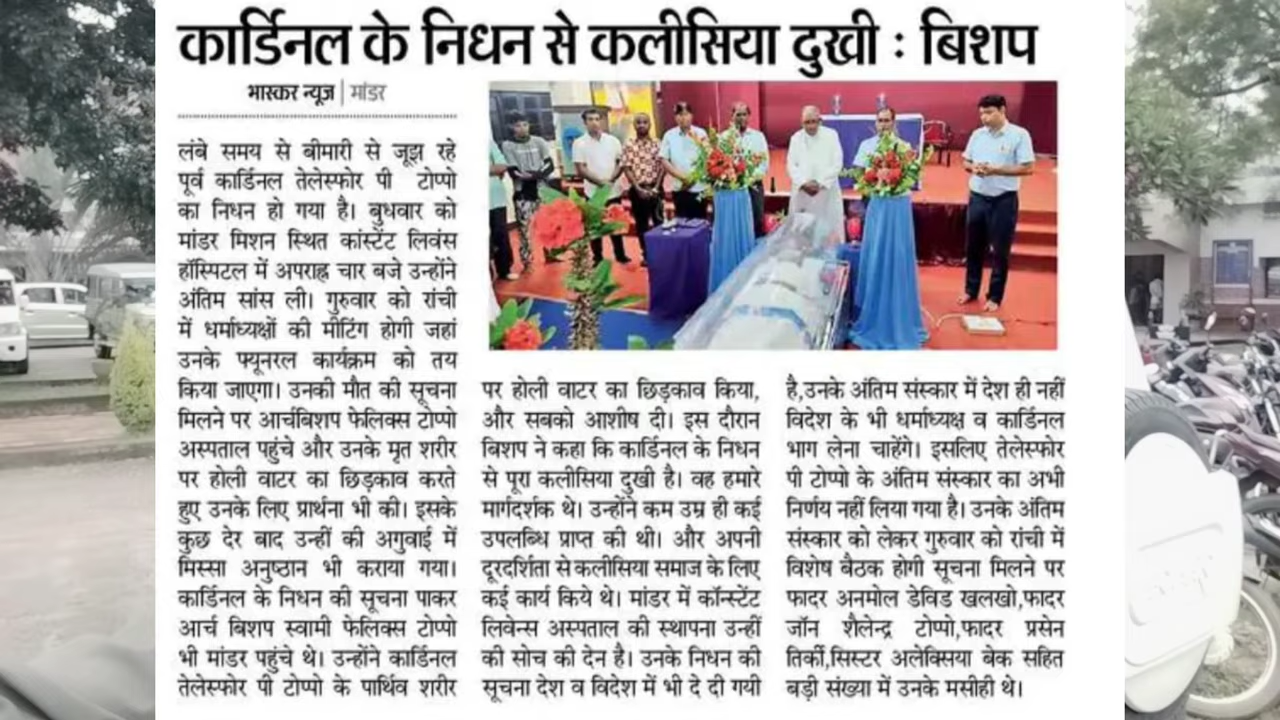 कार्डिनल के निधन से कलीसिया दुखी : बिशप
भास्कर न्यूज | मांडर
लंबे समय से बीमारी से जूझ रहे
पूर्व कार्डिनल तेलेस्फोर पी टोप्पो
का निधन हो गया है। बुधवार को
मांडर मिशन स्थित कांस्टेंट लिवंस
हॉस्पिटल में अपराह्न चार बजे उन्होंने
अंतिम सांस ली। गुरुवार को रांची
में धर्माध्यक्षों की मीटिंग होगी जहां
उनके फ्यूनरल कार्यक्रम को तय
किया जाएगा। उनकी मौत की सूचना
मिलने पर आर्चबिशप फेलिक्स टोप्पो
अस्पताल पहुंचे और उनके मृत शरीर
पर होली वाटर का छिड़काव करते
हुए उनके लिए प्रार्थना भी की। इसके
कुछ देर बाद उन्हीं की अगुवाई में
मिस्सा अनुष्ठान भी कराया गया।
कार्डिनल के निधन की सूचना पाकर
आर्च बिशप स्वामी फेलिक्स टोप्पो
भी मांडर पहुंचे थे। उन्होंने कार्डिनल
तेलेस्फोर पी टोप्पो के पार्थिव शरीर
पर होली वाटर का छिड़काव किया,
और सबको आशीष दी। इस दौरान
बिशप ने कहा कि कार्डिनल के निधन
से पूरा कलीसिया दुखी है। वह हमारे
मार्गदर्शक थे। उन्होंने कम उम्र ही कई
उपलब्धि प्राप्त की थी। और अपनी
दूरदर्शिता से कलीसिया समाज के लिए
कई कार्य किये थे। मांडर में कॉन्स्टेंट
लिवेन्स अस्पताल की स्थापना उन्हीं
की सोच की देन है। उनके निधन की
सूचना देश व विदेश में भी दे दी गयी
है,उनके अंतिम संस्कार में देश ही नहीं
विदेश के भी धर्माध्यक्ष व कार्डिनल
भाग लेना चाहेंगे। इसलिए तेलेस्फोर
पी टोप्पो के अंतिम संस्कार का अभी
निर्णय नहीं लिया गया है। उनके अंतिम
संस्कार को लेकर गुरुवार को रांची में
विशेष बैठक होगी सूचना मिलने पर
फादर अनमोल डेविड खलखो,फादर
जॉन शैलेन्द्र टोप्पो,फादर प्रसेन
तिर्की,सिस्टर अलेक्सिया बेक सहित
बड़ी संख्या में उनके मसीही थे।